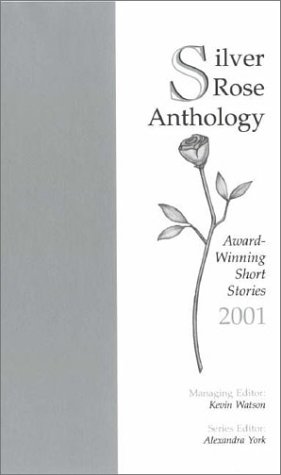 Silver
Rose
Anthology
Award-
Winning
Short
Stories
2001
Managing Editor:
Kevin Watson
Series Editor:
Alexandra York